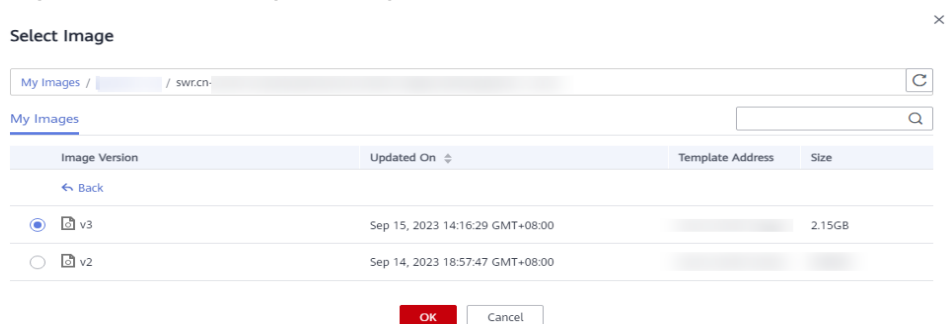 Select Image
My Images / / swr.cn-
My Images
Image Version Updated On Template Address Size
Back
v3 Sep 15, 2023 14:16:29 GMT+08:00 2.15GB
v2 Sep 14, 2023 18:57:47 GMT+08:00
OK Cancel